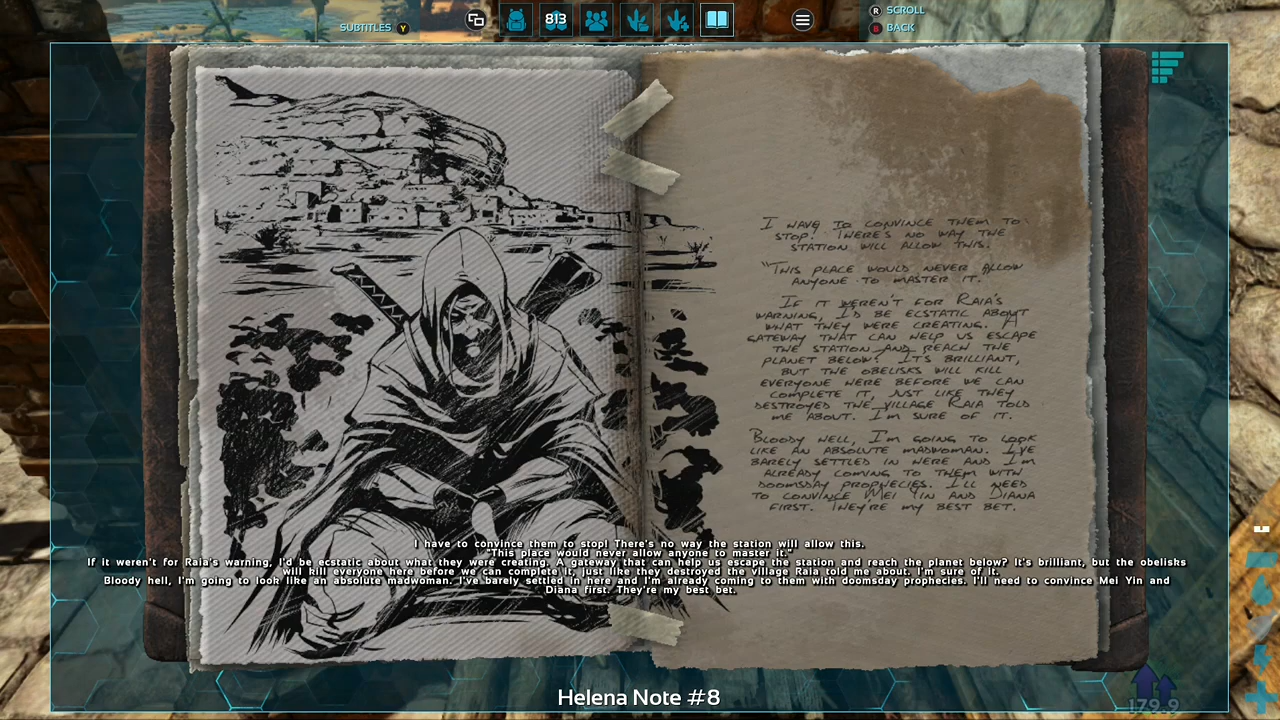 SUBTITLES Y
813
R SCROLL
B BACK
I HAVE TO CONVINCE THEM TO
STOP! THERE'S NO WAY THE
STATION WILL ALLOW THIS.
"THIS PLACE WOULD NEVER ALLOW
ANYONE TO MASTER IT."
IF IT WEREN'T FOR RAIA'S
WARNING, I'D BE ECSTATIC ABOUT
WHAT THEY WERE CREATING. A
GATEWAY THAT CAN HELP US ESCAPE
THE STATION AND REACH THE
PLANET BELOW? IT'S BRILLIANT,
BUT THE OBELISKS WILL KILL
EVERYONE HERE BEFORE WE CAN
COMPLETE IT, JUST LIKE THEY
DESTROYED THE VILLAGE RAIA TOLD
ME ABOUT. I'M SURE OF IT.
BLOODY HELL, I'M GOING TO LOOK
LIKE AN ABSOLUTE MADWOMAN. I'VE
BARELY SETTLED IN HERE AND I'M
ALREADY COMING TO THEM WITH
DOOMSDAY PROPHECIES. I'LL NEED
TO CONVINCE MEI YIN AND DIANA
FIRST. THEY'RE MY BEST BET.
I have to convince them to stop! There's no way the station will allow this.
"This place would never allow anyone to master it."
If it weren't for Raia's warning, I'd be ecstatic about what they were creating. A gateway that can help us escape the station and reach the planet below? It's brilliant, but the obelisks
will kill everyone here before we can complete it, just like they destroyed the village Raia told me about. I'm sure of it.
Bloody hell, I'm going to look like an absolute madwoman. I've barely settled in here and I'm already coming to them with doomsday prophecies. I'll need to convince Mei Yin and
Diana first. They're my best bet.
Helena Note #8
179.9